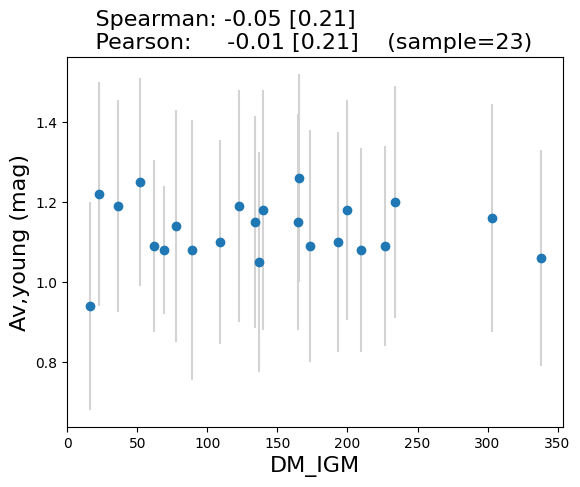 Spearman: -0.05 [0.21]
Pearson: -0.01 [0.21] (sample=23)
Av,young (mag)
1.4
1.2
1.0
0.8
0 50 100 150 200 250 300 350
DM_IGM